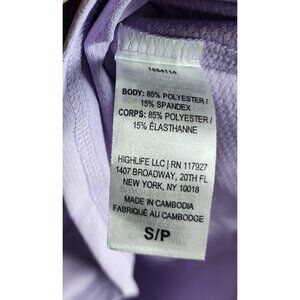 1884114
BODY: 85% POLYESTER /
15% SPANDEX
CORPS: 85% POLYESTER /
15% ÉLASTHANNE
HIGHLIFE LLC | RN 117927
1407 BROADWAY, 20TH FL
NEW YORK, NY 10018
MADE IN CAMBODIA
FABRIQUÉ AU CAMBODGE
S/P